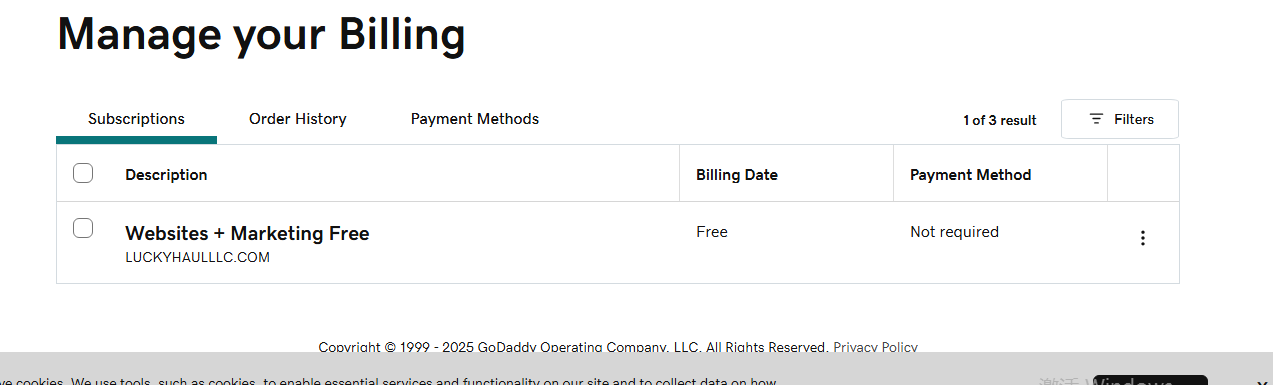 Manage your Billing
Subscriptions Order History Payment Methods 1 of 3 result Filters
Description Billing Date Payment Method
Websites + Marketing Free Free Not required
LUCKYHAULLLC.COM
Copyright © 1999 - 2025 GoDaddy Operating Company, LLC. All Rights Reserved. Privacy Policy
ve cookies. We use tools, such as cookies, to enable essential services and functionality on our site and to collect data on how
激活 Windows